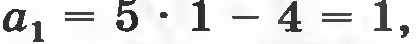 a₁ = 5 · 1 − 4 = 1,